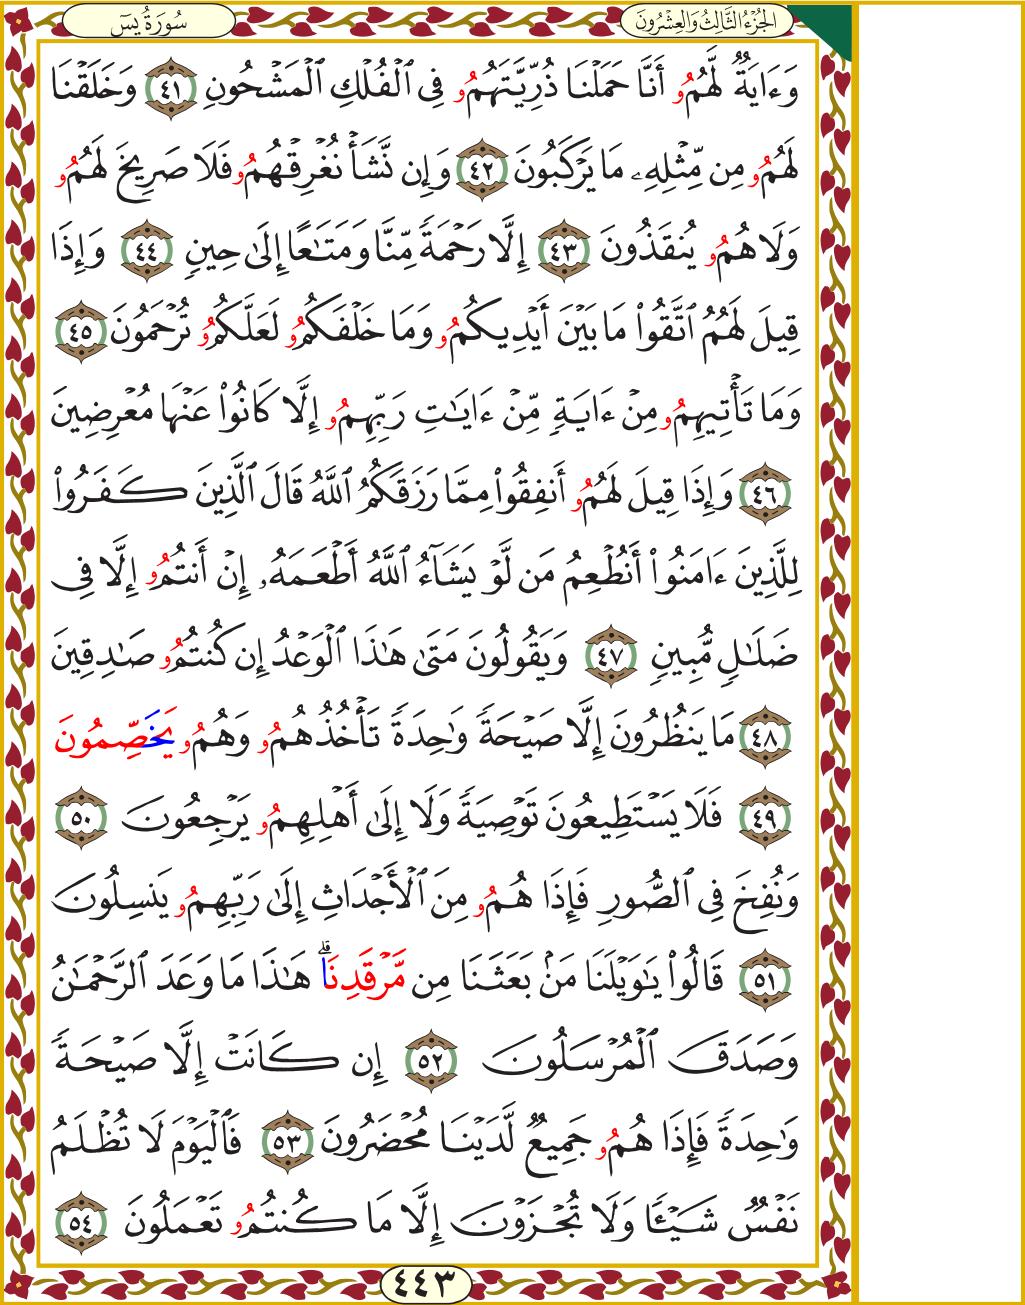 سُورَةُ يسٓ
الجُزْءُ الثَّالِثُ وَالعِشْرُونَ
وَءَايَةٌ لَّهُمُۥ أَنَّا حَمَلْنَا ذُرِّيَّتَهُمُۥ فِي ٱلْفُلْكِ ٱلْمَشْحُونِ ٤١ وَخَلَقْنَا
لَهُمُۥ مِن مِّثْلِهِۦ مَا يَرْكَبُونَ ٤٢ وَإِن نَّشَأْ نُغْرِقْهُمُۥ فَلَا صَرِيخَ لَهُمُۥ
وَلَا هُمُۥ يُنقَذُونَ ٤٣ إِلَّا رَحْمَةً مِّنَّا وَمَتَٰعًا إِلَىٰ حِينٍ ٤٤ وَإِذَا
قِيلَ لَهُمُ ٱتَّقُوا۟ مَا بَيْنَ أَيْدِيكُمُۥ وَمَا خَلْفَكُمُۥ لَعَلَّكُمُۥ تُرْحَمُونَ ٤٥
وَمَا تَأْتِيهِمُۥ مِنْ ءَايَةٍ مِّنْ ءَايَٰتِ رَبِّهِمُۥ إِلَّا كَانُوا۟ عَنْهَا مُعْرِضِينَ
٤٦ وَإِذَا قِيلَ لَهُمُۥ أَنفِقُوا۟ مِمَّا رَزَقَكُمُ ٱللَّهُ قَالَ ٱلَّذِينَ كَفَرُوا۟
لِلَّذِينَ ءَامَنُوٓا۟ أَنُطْعِمُ مَن لَّوْ يَشَآءُ ٱللَّهُ أَطْعَمَهُۥ إِنْ أَنتُمُۥ إِلَّا فِي
ضَلَٰلٍ مُّبِينٍ ٤٧ وَيَقُولُونَ مَتَىٰ هَٰذَا ٱلْوَعْدُ إِن كُنتُمُۥ صَٰدِقِينَ
٤٨ مَا يَنظُرُونَ إِلَّا صَيْحَةً وَٰحِدَةً تَأْخُذُهُمُۥ وَهُمُۥ يَخَصِّمُونَ
٤٩ فَلَا يَسْتَطِيعُونَ تَوْصِيَةً وَلَا إِلَىٰ أَهْلِهِمُۥ يَرْجِعُونَ ٥٠
وَنُفِخَ فِي ٱلصُّورِ فَإِذَا هُمُۥ مِنَ ٱلْأَجْدَاثِ إِلَىٰ رَبِّهِمُۥ يَنسِلُونَ
٥١ قَالُوا۟ يَٰوَيْلَنَا مَنۢ بَعَثَنَا مِن مَّرْقَدِنَاۗ هَٰذَا مَا وَعَدَ ٱلرَّحْمَٰنُ
وَصَدَقَ ٱلْمُرْسَلُونَ ٥٢ إِن كَانَتْ إِلَّا صَيْحَةً
وَٰحِدَةً فَإِذَا هُمُۥ جَمِيعٌ لَّدَيْنَا مُحْضَرُونَ ٥٣ فَٱلْيَوْمَ لَا تُظْلَمُ
نَفْسٌ شَيْـًٔا وَلَا تُجْزَوْنَ إِلَّا مَا كُنتُمُۥ تَعْمَلُونَ ٥٤
٤٤٣